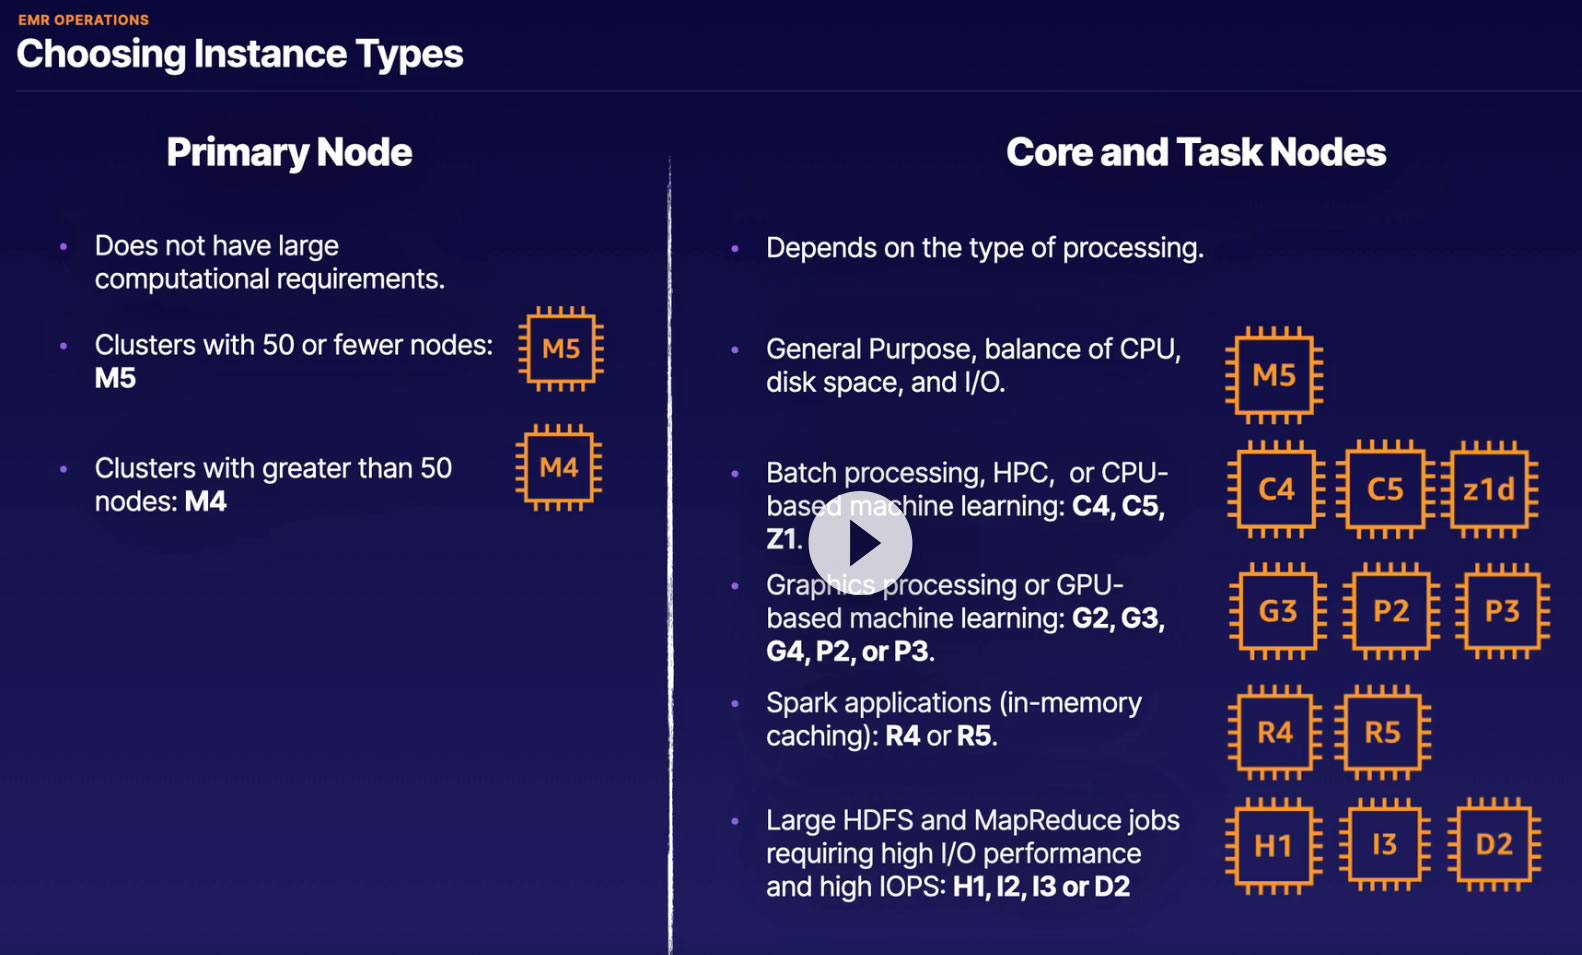 EMR OPERATIONS
Choosing Instance Types
Primary Node
Does not have large
computational requirements.
Clusters with 50 or fewer nodes:
M5
M5
Clusters with greater than 50
nodes: M4
M4
Core and Task Nodes
Depends on the type of processing.
General Purpose, balance of CPU,
disk space, and I/O.
M5
Batch processing, HPC,  or CPU-
based machine learning: C4, C5,
Z1.
C4 C5 z1d
Graphics processing or GPU-
based machine learning: G2, G3,
G4, P2, or P3.
G3 P2 P3
Spark applications (in-memory
caching): R4 or R5.
R4 R5
Large HDFS and MapReduce jobs
requiring high I/O performance
and high IOPS: H1, I2, I3 or D2
H1 I3 D2